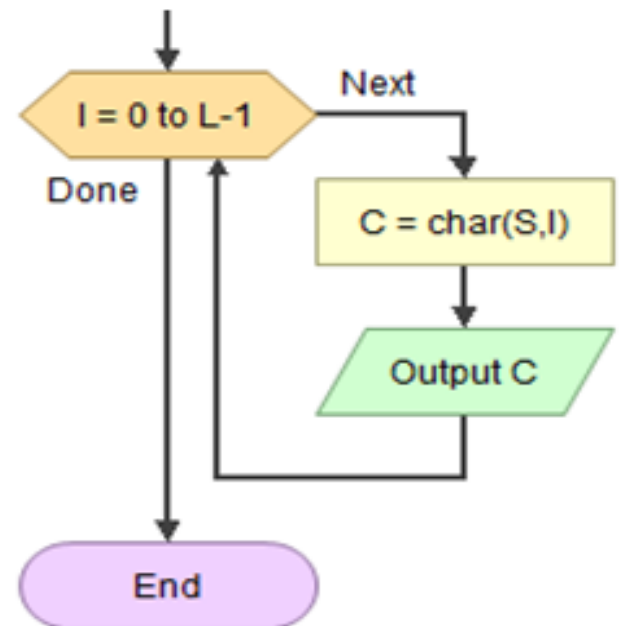 I = 0 to L-1
Next
Done
C = char(S,I)
Output C
End